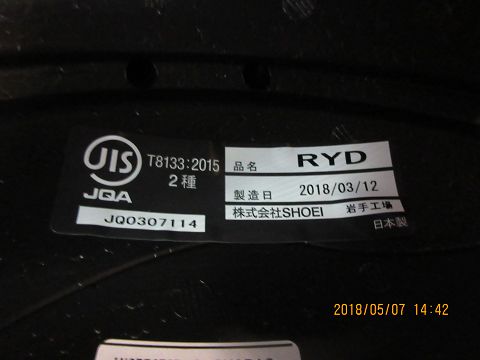 JIS
JQA
T8133:2015
2種
JQ0307114
品名 RYD
製造日 2018/03/12
株式会社SHOEI 岩手工場
日本製
2018/05/07 14:42